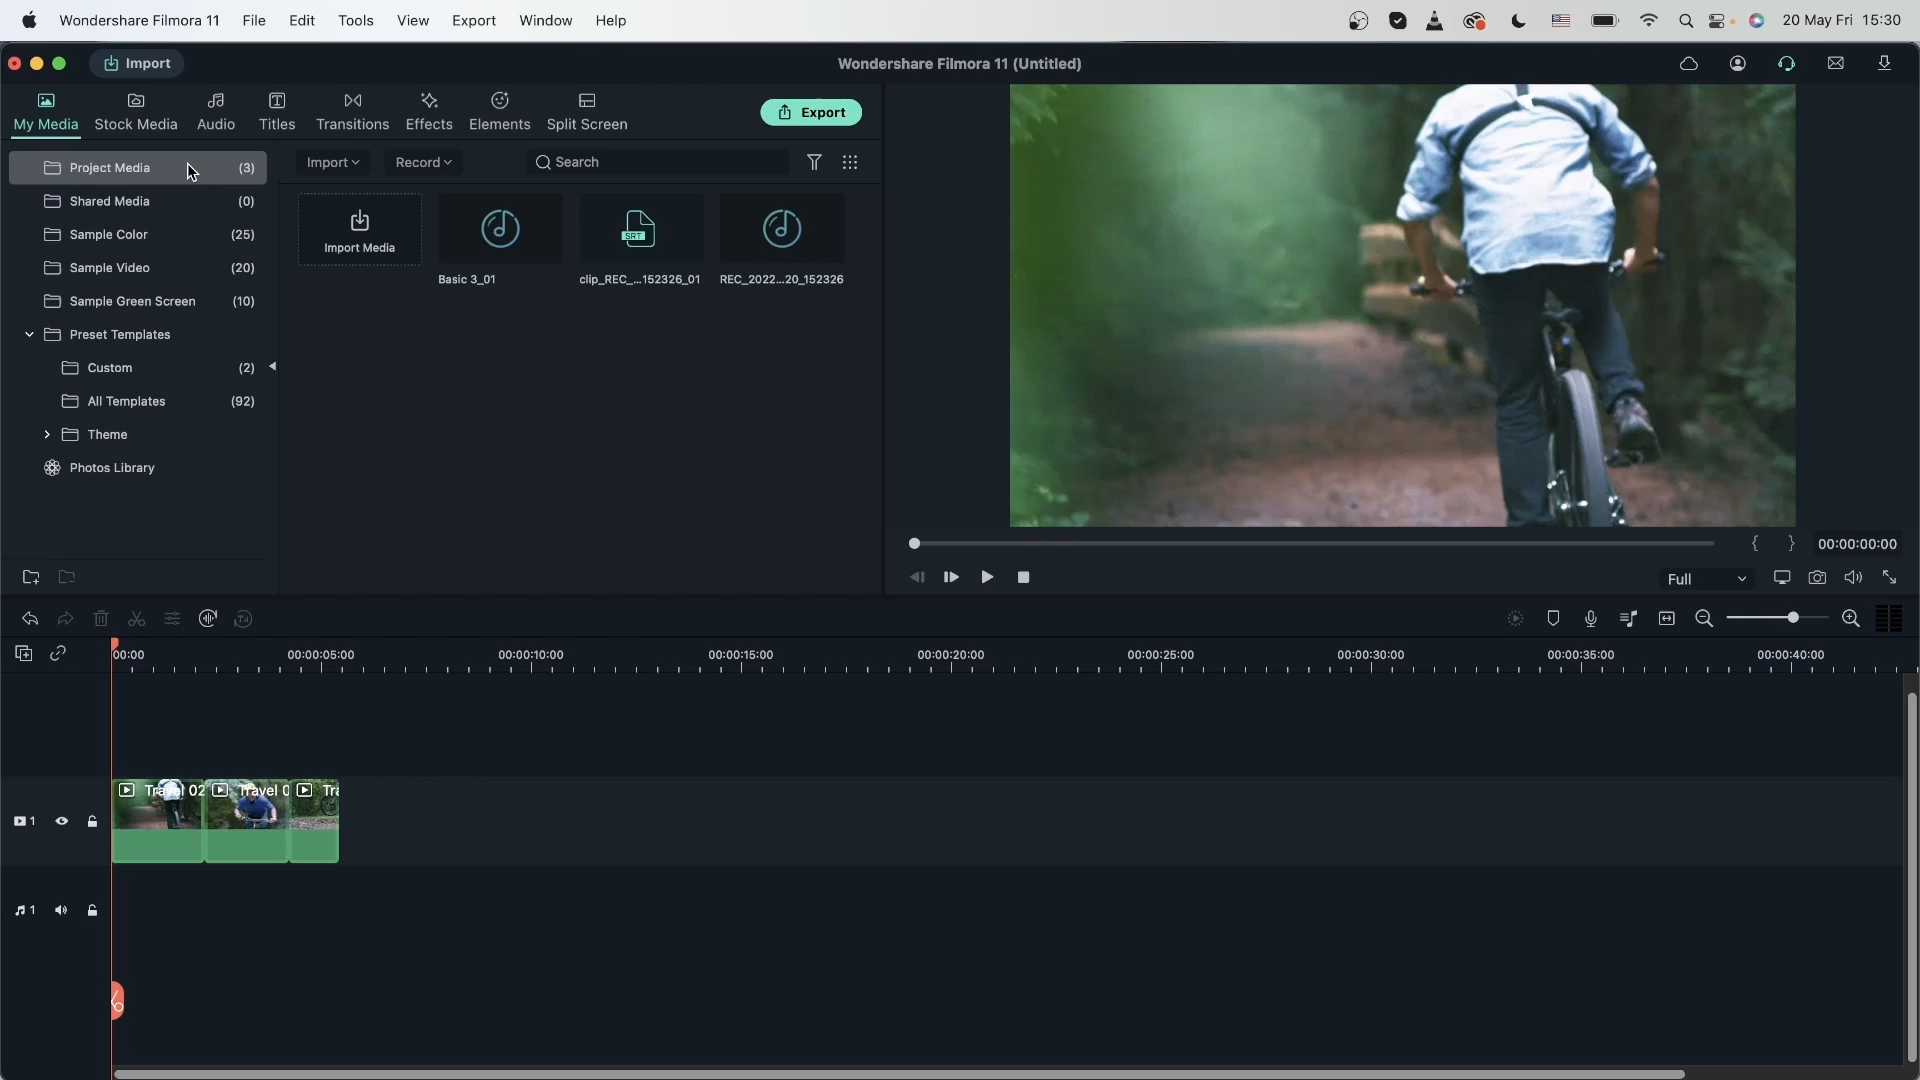 Wondershare Filmora 11 File Edit Tools View Export Window Help 20 May Fri 15:30
Import Wondershare Filmora 11 (Untitled)
My Media Stock Media Audio Titles Transitions Effects Elements Split Screen Export
Project Media (3)
Shared Media (0)
Sample Color (25)
Sample Video (20)
Sample Green Screen (10)
Preset Templates
Custom (2)
All Templates (92)
Theme
Photos Library
Import Record Search
Import Media
SRT
Basic 3_01 clip_REC_...152326_01 REC_2022...20_152326
{ } 00:00:00:00
Full
00:00 00:00:05:00 00:00:10:00 00:00:15:00 00:00:20:00 00:00:25:00 00:00:30:00 00:00:35:00 00:00:40:00
Travel 02 Travel 0 Tra
1
1